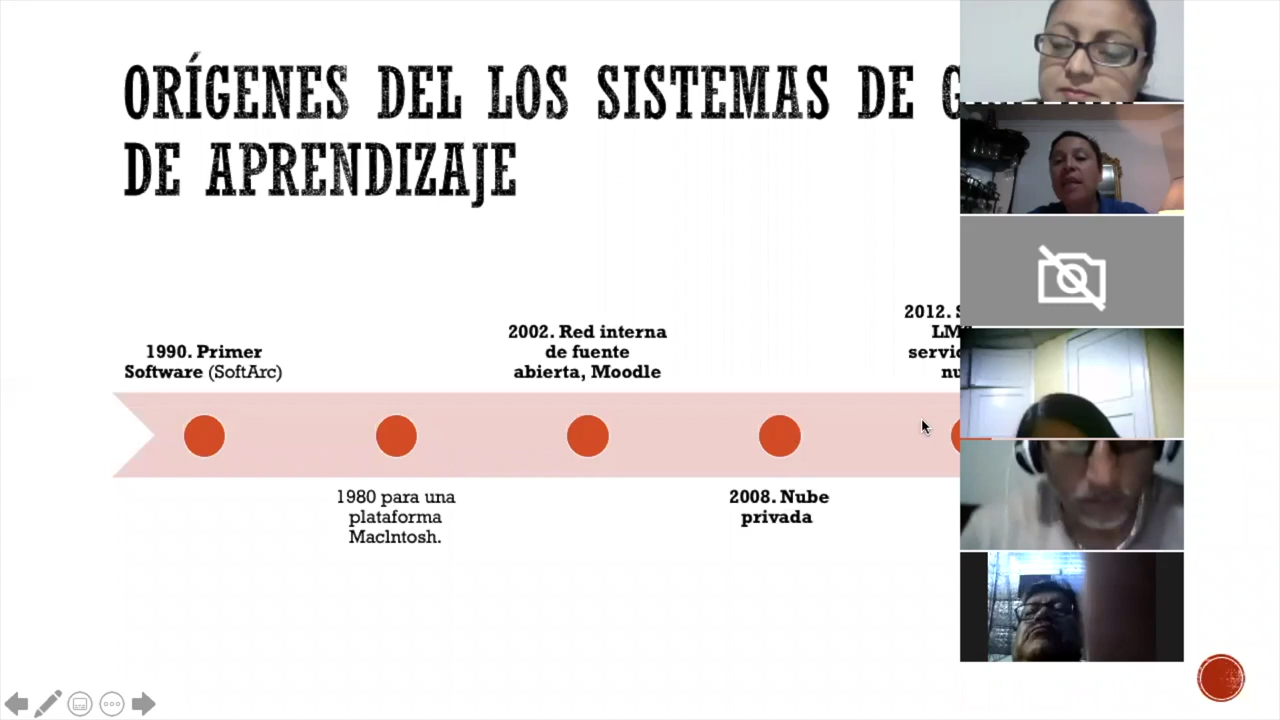 ORÍGENES DEL LOS SISTEMAS DE
DE APRENDIZAJE
1990. Primer
Software (SoftArc)
1980 para una
plataforma
MacIntosh.
2002. Red interna
de fuente
abierta, Moodle
2008. Nube
privada
2012.